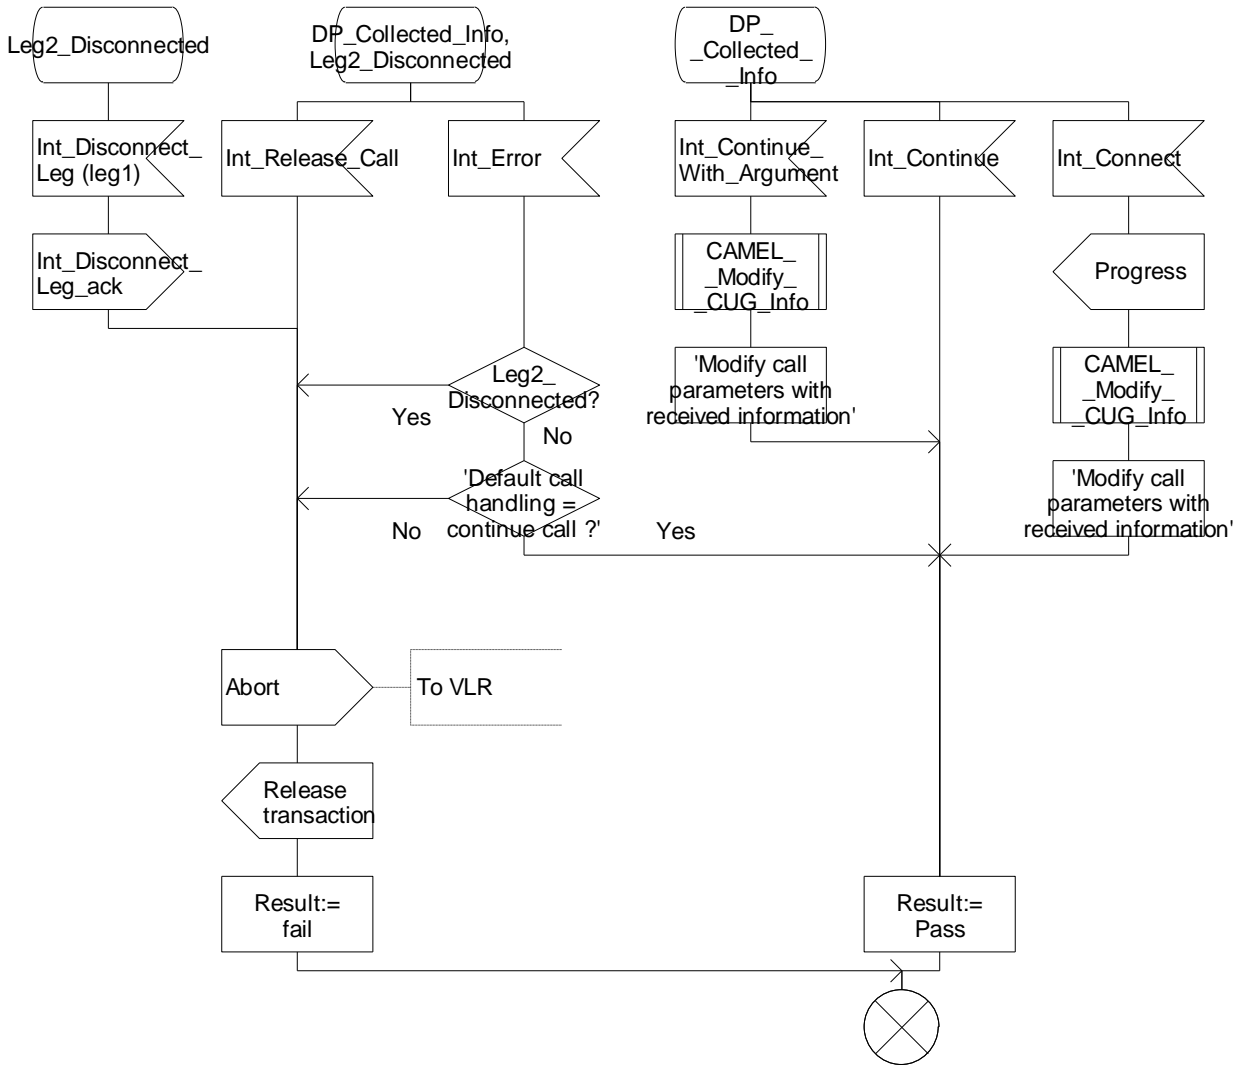 Leg2_Disconnected
DP_Collected_Info,
Leg2_Disconnected
DP_
_Collected_
_Info
Int_Disconnect_
Leg (leg1)
Int_Release_Call
Int_Error
Int_Continue_
With_Argument
Int_Continue
Int_Connect
Int_Disconnect_
Leg_ack
CAMEL_
_Modify_
_CUG_Info
Progress
Leg2_
Disconnected?
Yes
No
'Modify call
parameters with
received information'
CAMEL_
_Modify_
_CUG_Info
'Default call
handling =
continue call ?'
No
Yes
'Modify call
parameters with
received information'
Abort
To VLR
Release
transaction
Result:=
fail
Result:=
Pass